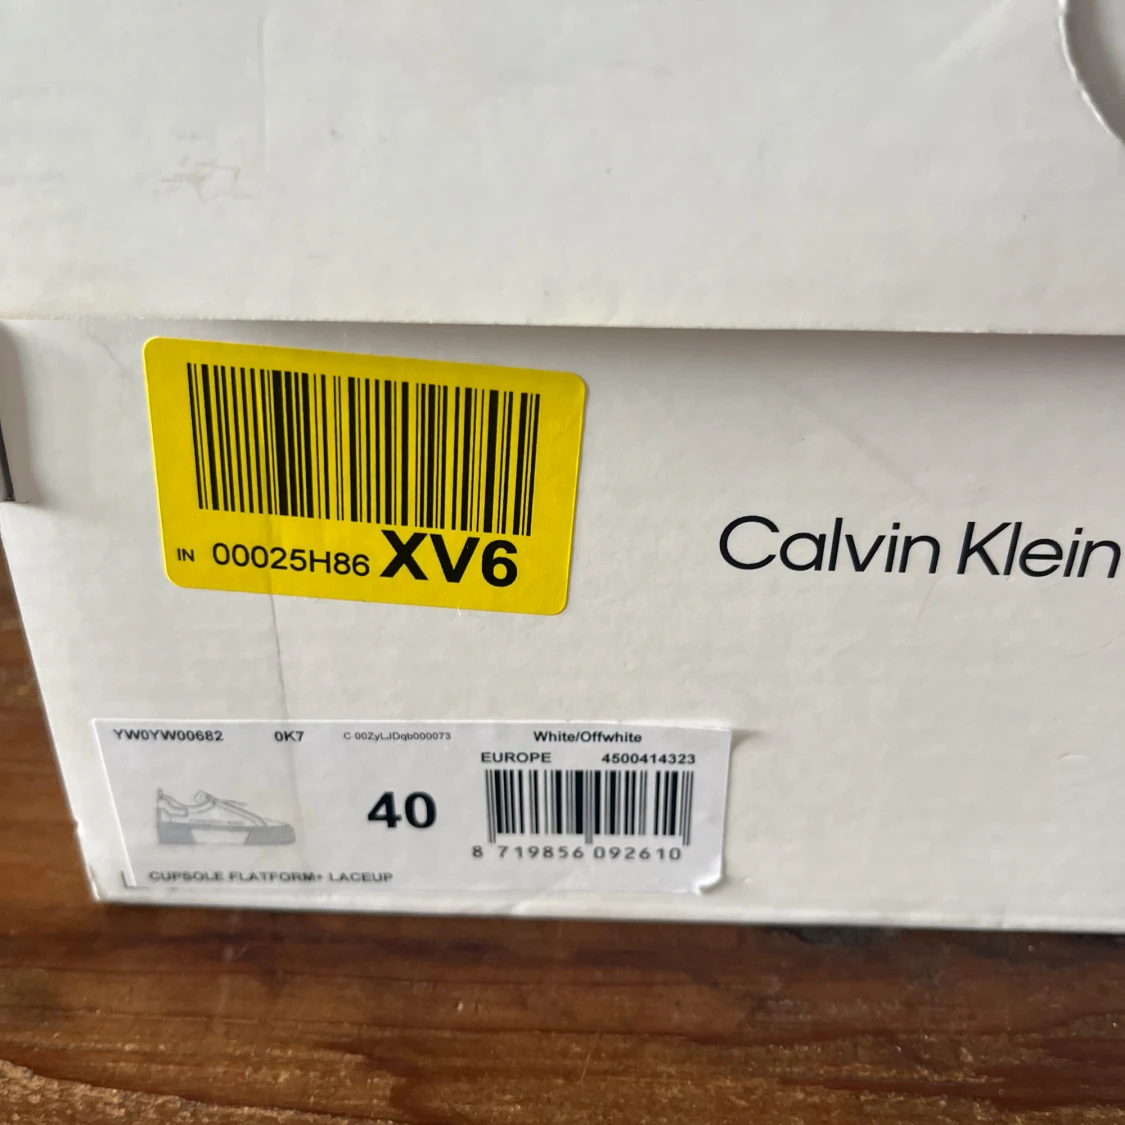 IN 00025H86 XV6
Calvin Klein
YW0YW00682 0K7 C 00ZyLJDqb000073 White/Offwhite
EUROPE 4500414323
40
8 719856 092610
CUPSOLE FLATFORM+ LACEUP